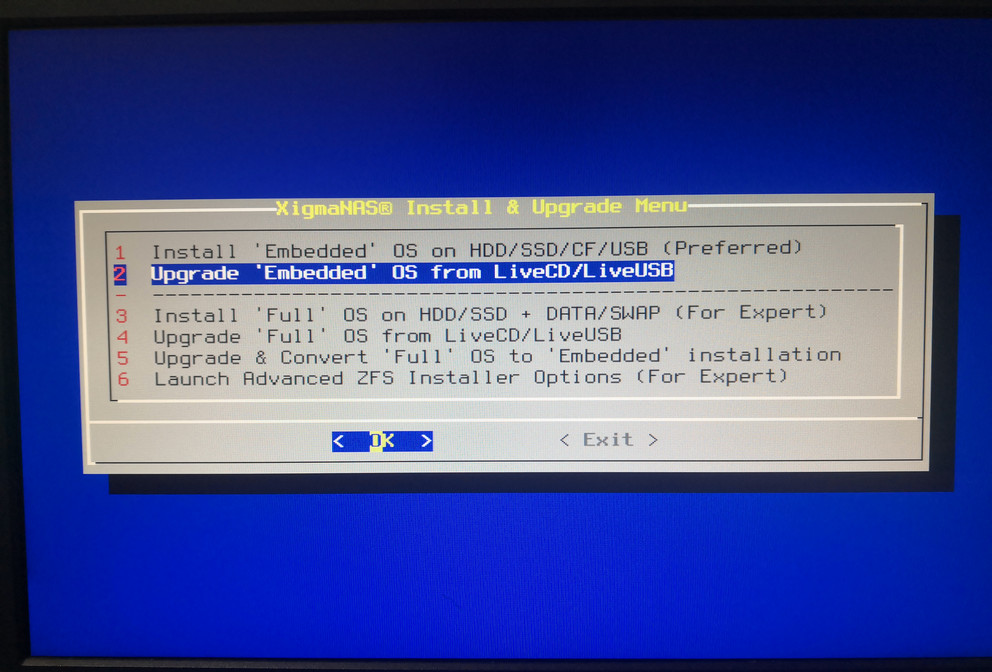 XigmaNAS® Install & Upgrade Menu
1 Install 'Embedded' OS on HDD/SSD/CF/USB (Preferred)
2 Upgrade 'Embedded' OS from LiveCD/LiveUSB
- --------------------------------------------------------------
3 Install 'Full' OS on HDD/SSD + DATA/SWAP (For Expert)
4 Upgrade 'Full' OS from LiveCD/LiveUSB
5 Upgrade & Convert 'Full' OS to 'Embedded' installation
6 Launch Advanced ZFS Installer Options (For Expert)
< OK > < Exit >